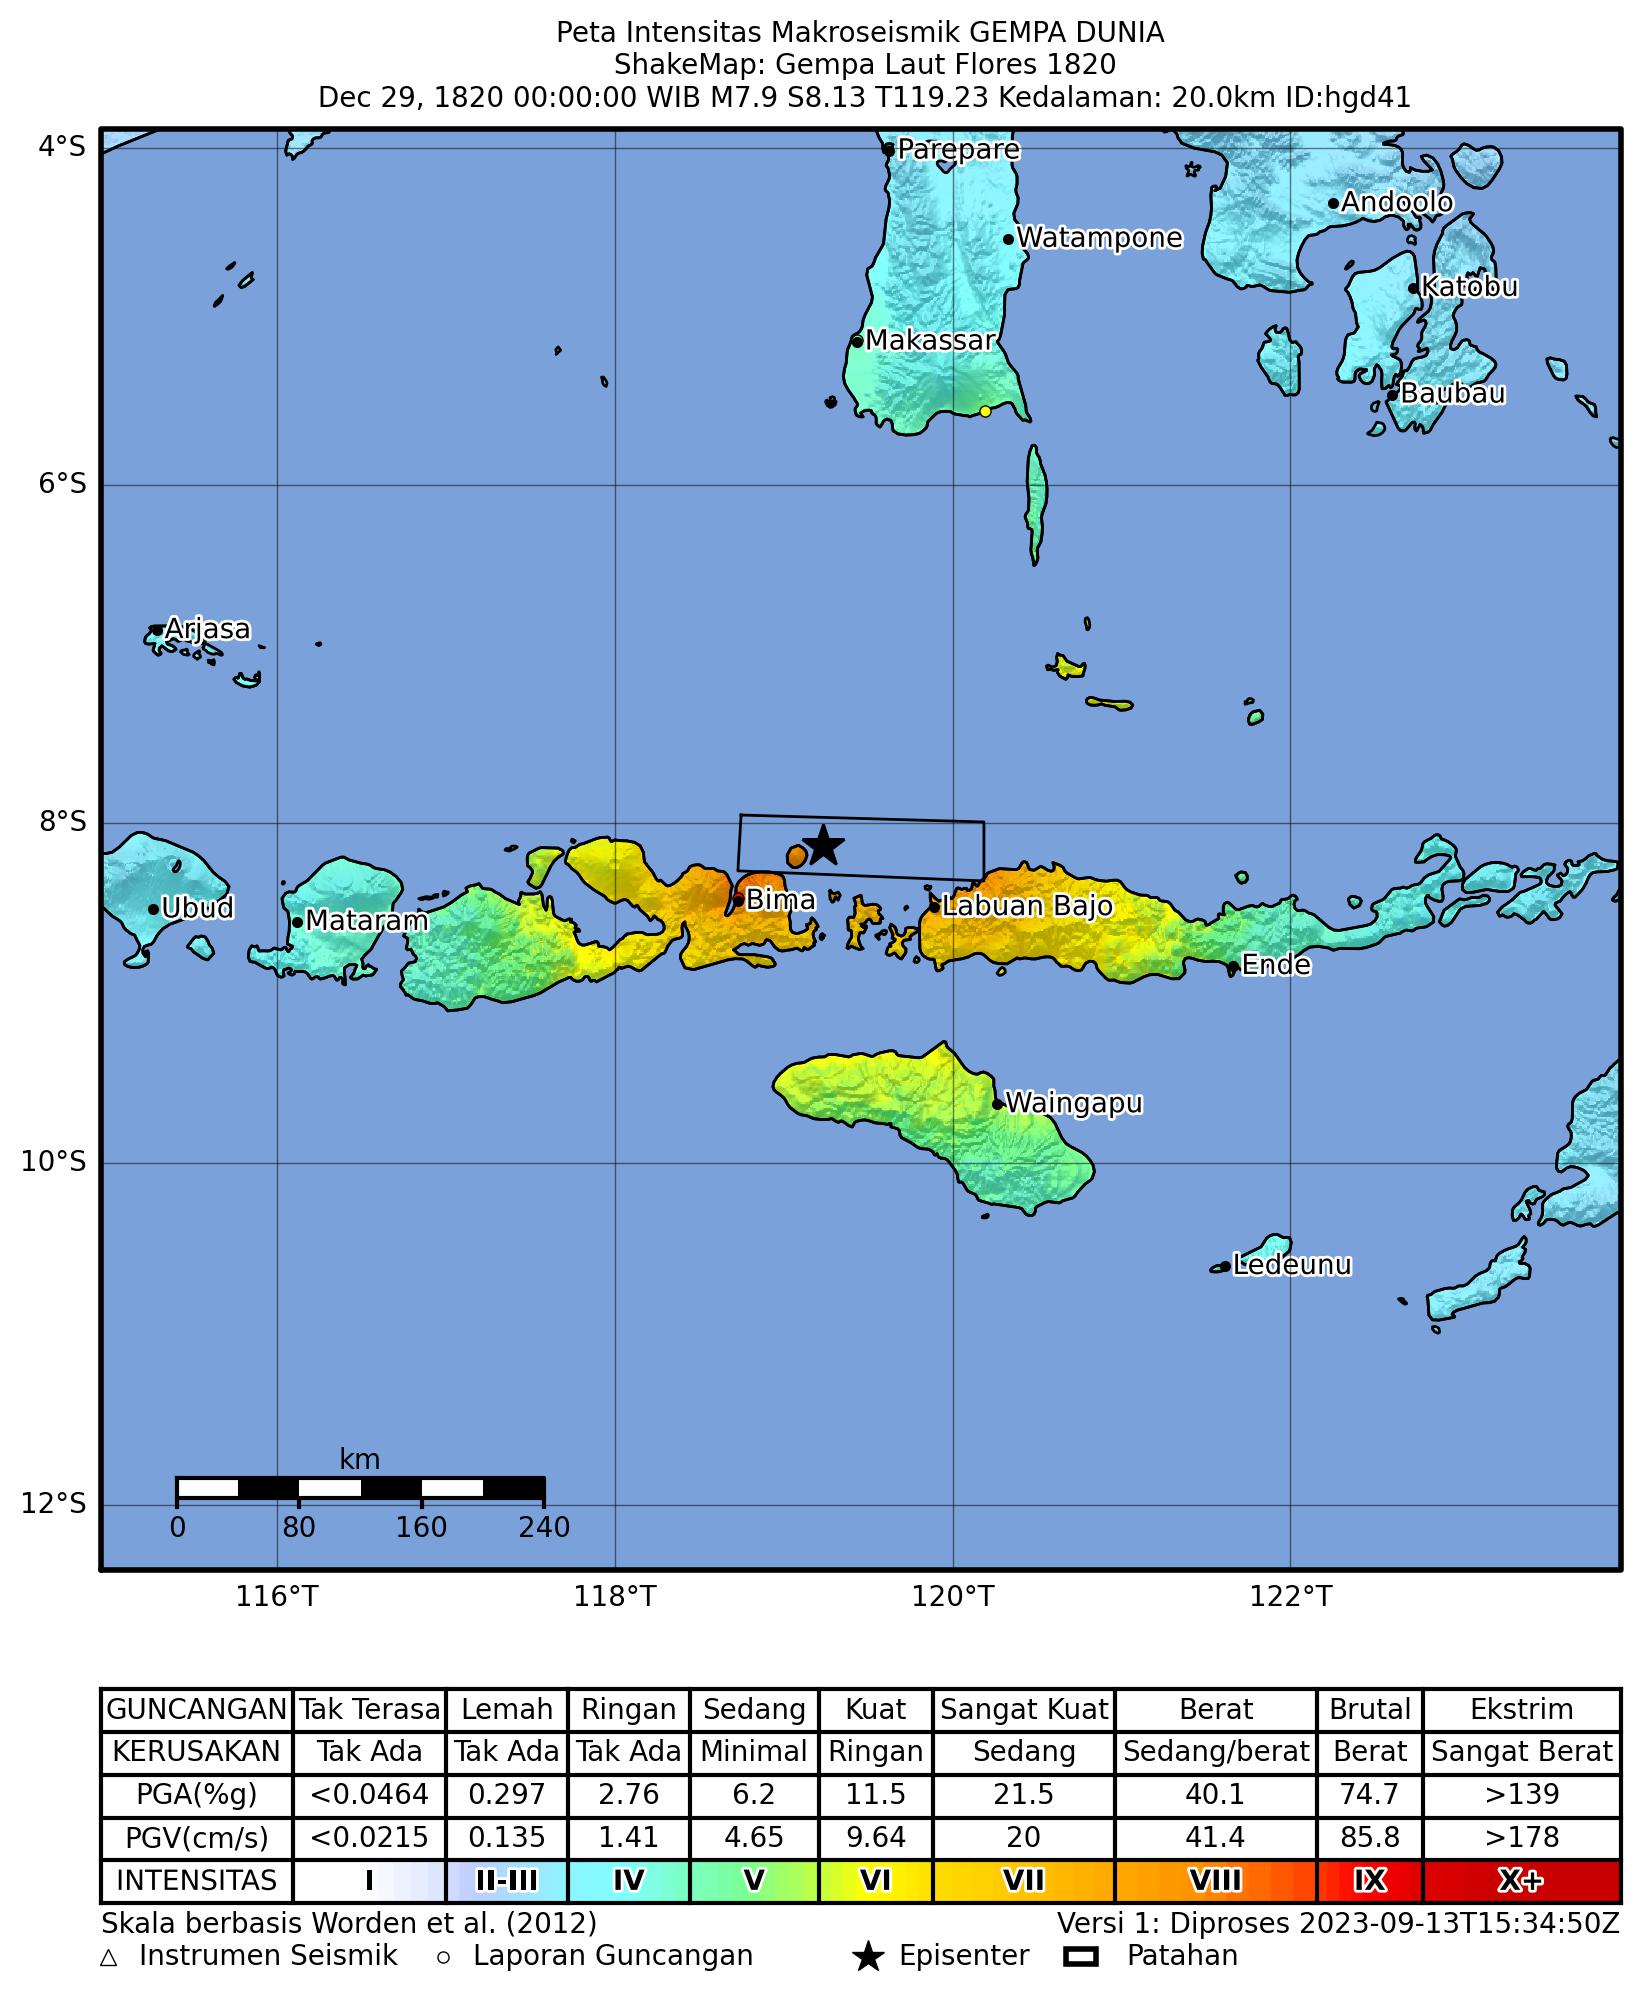 Peta Intensitas Makroseismik GEMPA DUNIA
ShakeMap: Gempa Laut Flores 1820
Dec 29, 1820 00:00:00 WIB M7.9 S8.13 T119.23 Kedalaman: 20.0km ID:hgd41
4°S
Parepare
Andoolo
Watampone
Katobu
Makassar
Baubau
6°S
Arjasa
8°S
Bima
Labuan Bajo
Ubud
Mataram
Ende
Waingapu
10°S
Ledeunu
km
12°S
0 80 160 240
116°T 118°T 120°T 122°T
GUNCANGAN Tak Terasa Lemah Ringan Sedang Kuat Sangat Kuat Berat Brutal Ekstrim
KERUSAKAN Tak Ada Tak Ada Tak Ada Minimal Ringan Sedang Sedang/berat Berat Sangat Berat
PGA(%g) <0.0464 0.297 2.76 6.2 11.5 21.5 40.1 74.7 >139
PGV(cm/s) <0.0215 0.135 1.41 4.65 9.64 20 41.4 85.8 >178
INTENSITAS I II-III IV V VI VII VIII IX X+
Skala berbasis Worden et al. (2012) Versi 1: Diproses 2023-09-13T15:34:50Z
Instrumen Seismik Laporan Guncangan Episenter Patahan